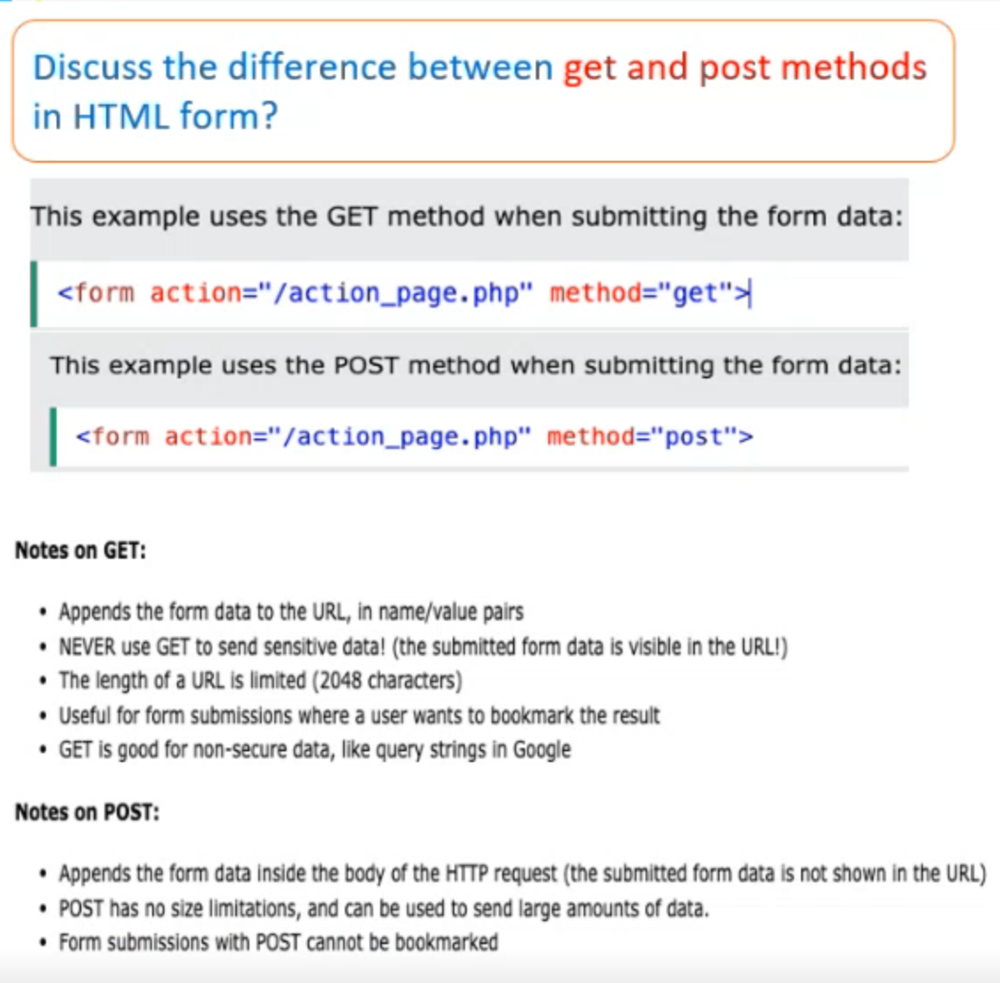 Discuss the difference between get and post methods
in HTML form?
This example uses the GET method when submitting the form data:
<form action="/action_page.php" method="get">
This example uses the POST method when submitting the form data:
<form action="/action_page.php" method="post">
Notes on GET:
• Appends the form data to the URL, in name/value pairs
• NEVER use GET to send sensitive data! (the submitted form data is visible in the URL!)
• The length of a URL is limited (2048 characters)
• Useful for form submissions where a user wants to bookmark the result
• GET is good for non-secure data, like query strings in Google
Notes on POST:
• Appends the form data inside the body of the HTTP request (the submitted form data is not shown in the URL)
• POST has no size limitations, and can be used to send large amounts of data.
• Form submissions with POST cannot be bookmarked